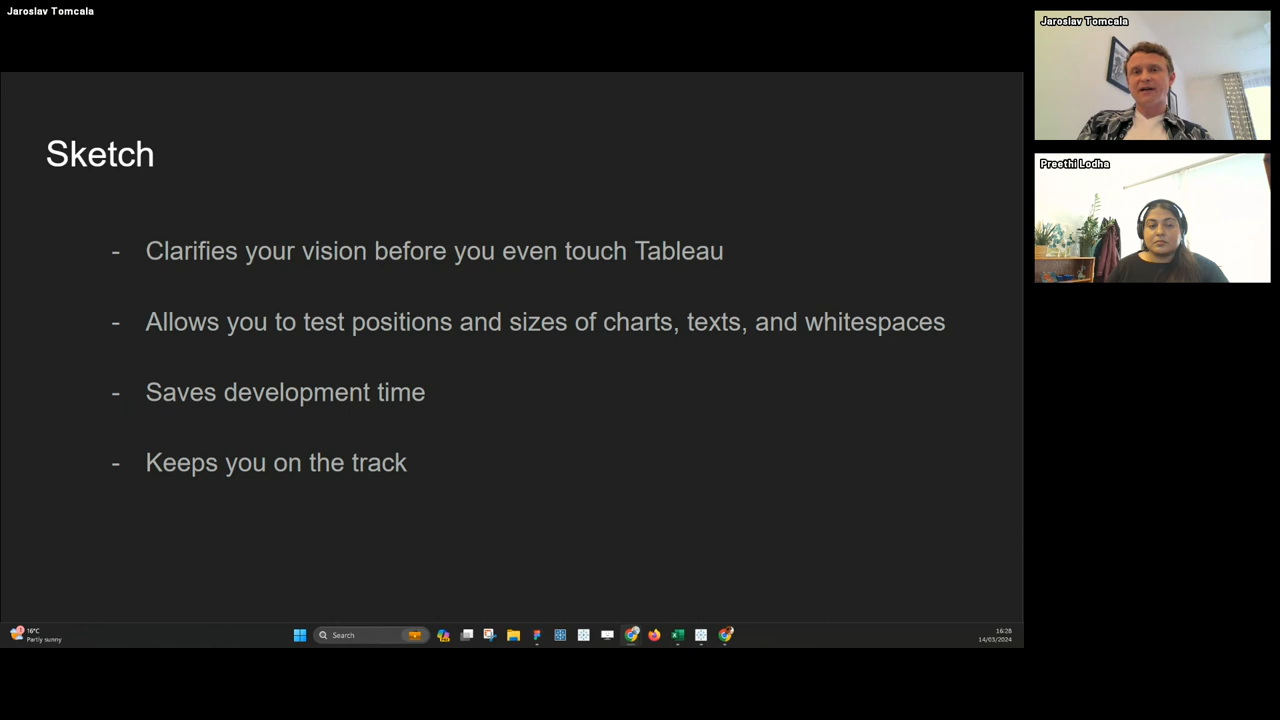 Jaroslav Tomcala
Jaroslav Tomcala
Preethi Lodha
Sketch
- Clarifies your vision before you even touch Tableau
- Allows you to test positions and sizes of charts, texts, and whitespaces
- Saves development time
- Keeps you on the track
16°C
Partly sunny
Search
16:28
14/03/2024